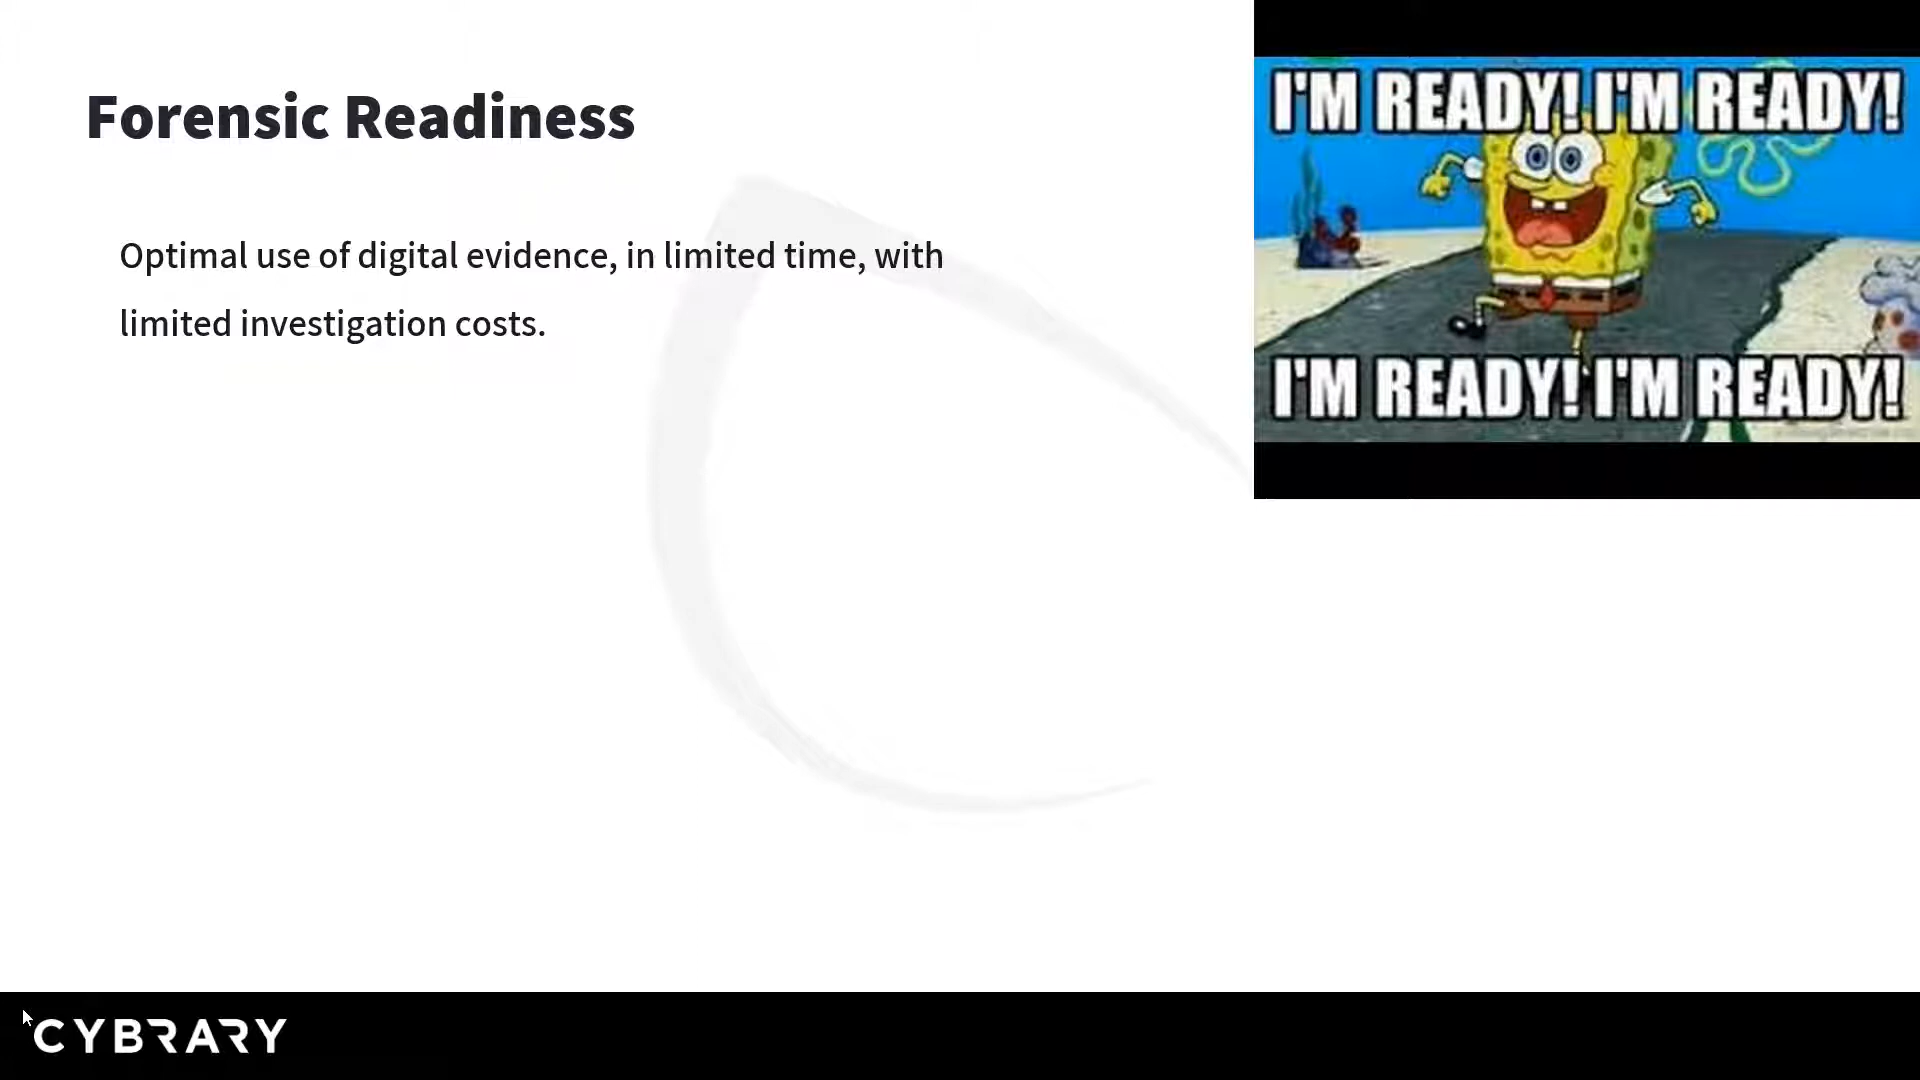 Forensic Readiness
Optimal use of digital evidence, in limited time, with
limited investigation costs.
I'M READY! I'M READY!
I'M READY! I'M READY!
CYBRARY